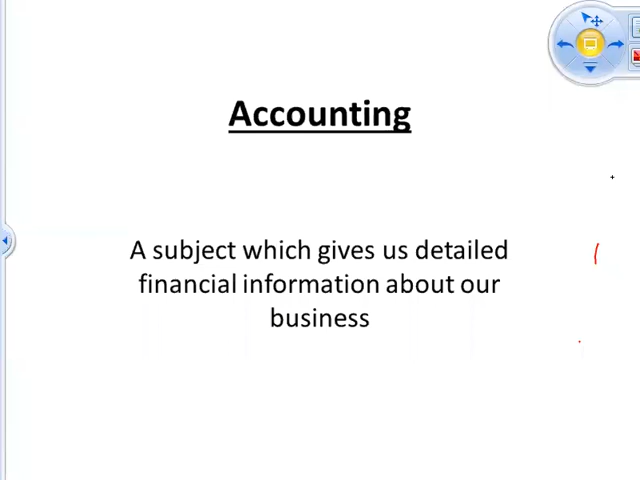 Accounting
A subject which gives us detailed
financial information about our
business